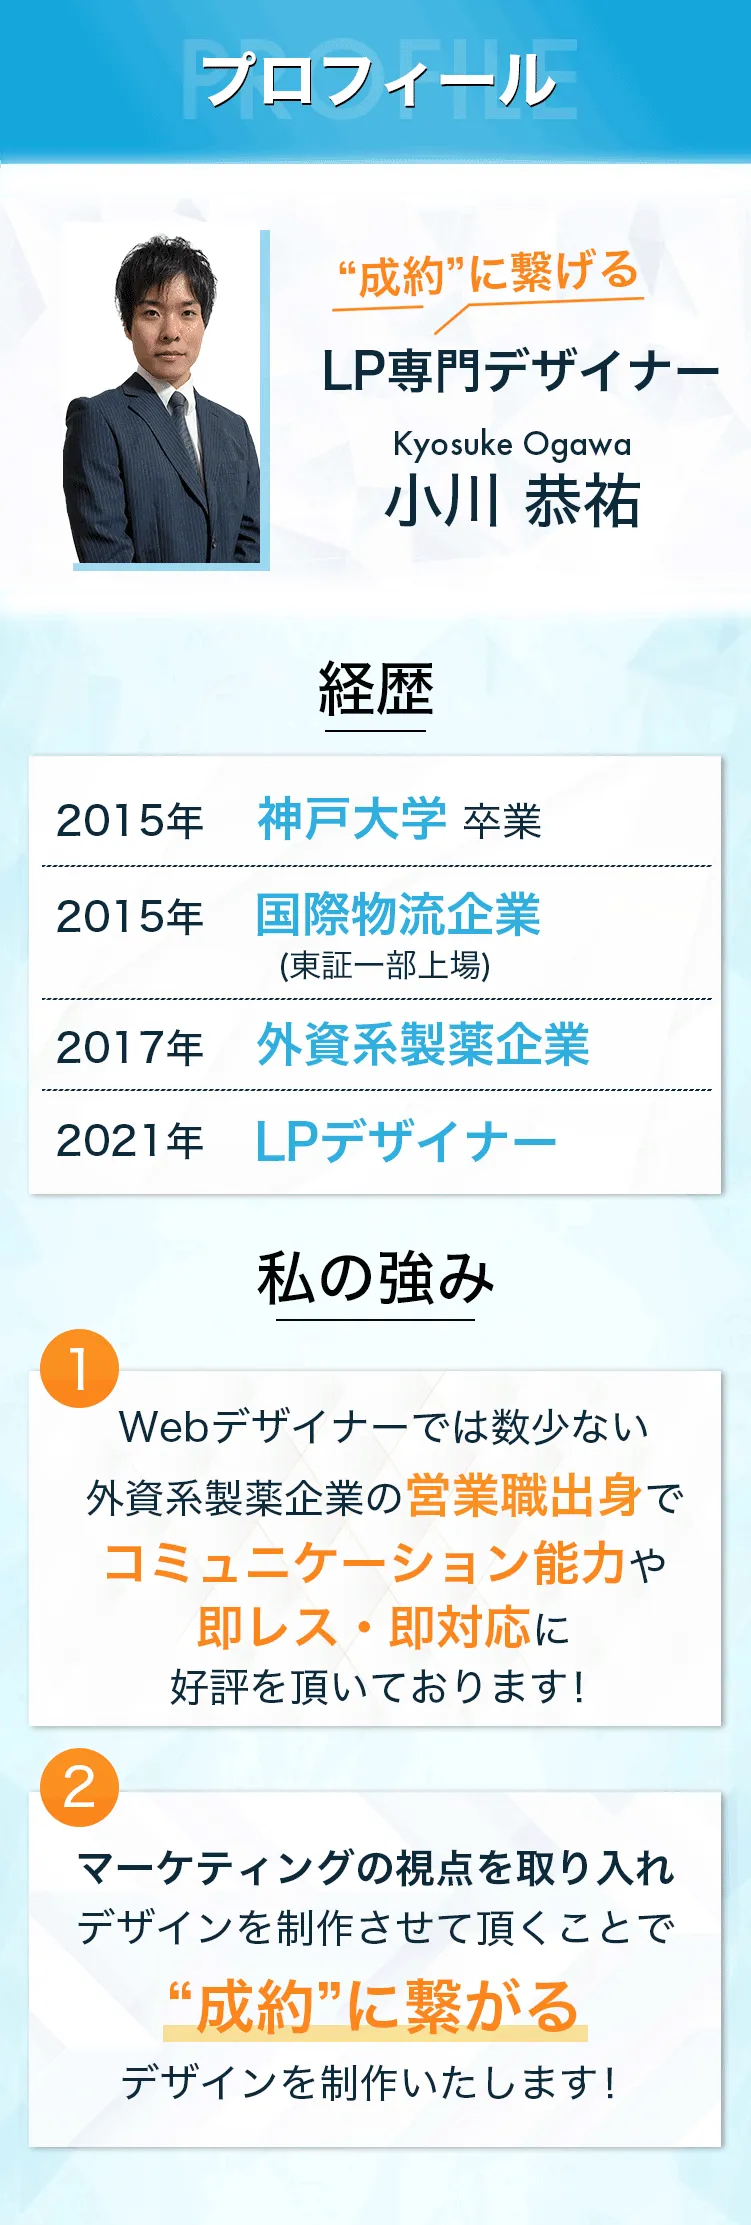 PROFILE
プロフィール
“成約”に繋げる
LP専門デザイナー
Kyosuke Ogawa
小川 恭祐
経歴
2015年 神戸大学 卒業
2015年 国際物流企業
(東証一部上場)
2017年 外資系製薬企業
2021年 LPデザイナー
私の強み
1
Webデザイナーでは数少ない
外資系製薬企業の営業職出身で
コミュニケーション能力や
即レス・即対応に
好評を頂いております!
2
マーケティングの視点を取り入れ
デザインを制作させて頂くことで
“成約”に繋がる
デザインを制作いたします!